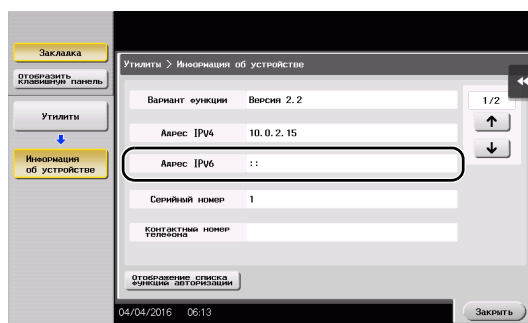 Закладка
Отобразить
клавишную панель
Утилиты
Информация
об устройстве
Утилиты > Информация об устройстве
Вариант функции Версия 2.2
Адрес IPV4 10.0.2.15
Адрес IPV6 ::
Серийный номер 1
Контактный номер
телефона
1/2
Отображение списка
функций авторизации
04/04/2016 06:13
Закрыть